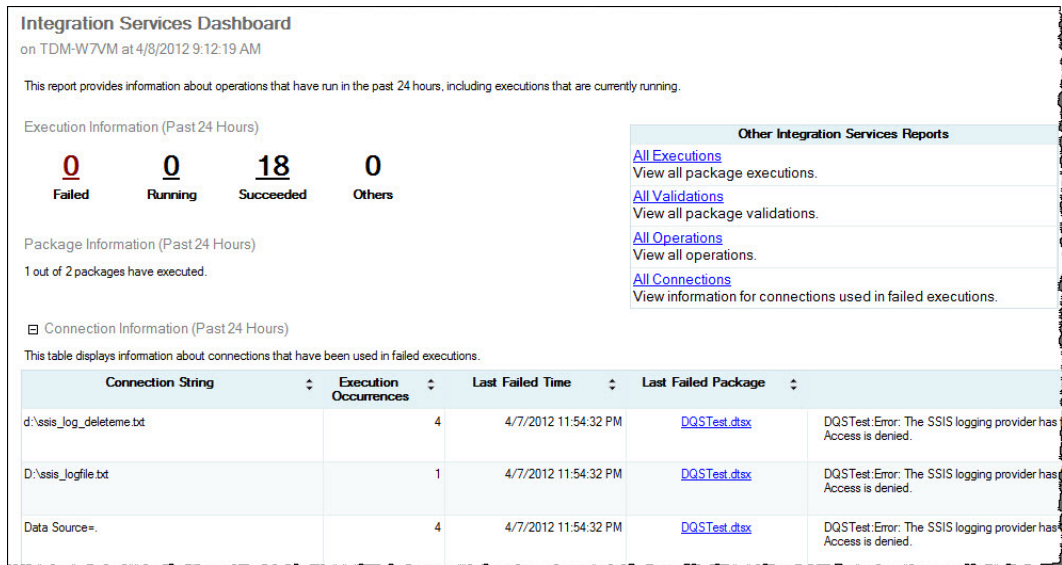 Integration Services Dashboard
on TDM-W7VM at 4/8/2012 9:12:19 AM
This report provides information about operations that have run in the past 24 hours, including executions that are currently running.
Execution Information (Past 24 Hours)
0 0 18 0
Failed Running Succeeded Others
Package Information (Past 24 Hours)
1 out of 2 packages have executed.
Other Integration Services Reports
All Executions
View all package executions.
All Validations
View all package validations.
All Operations
View all operations.
All Connections
View information for connections used in failed executions.
Connection Information (Past 24 Hours)
This table displays information about connections that have been used in failed executions.
Connection String Execution Occurrences Last Failed Time Last Failed Package
d:\ssis_log_deleteme.txt 4 4/7/2012 11:54:32 PM DQSTest.dtsx DQSTest:Error: The SSIS logging provider has
Access is denied.
D:\ssis_logfile.txt 1 4/7/2012 11:54:32 PM DQSTest.dtsx DQSTest:Error: The SSIS logging provider has
Access is denied.
Data Source=. 4 4/7/2012 11:54:32 PM DQSTest.dtsx DQSTest:Error: The SSIS logging provider has
Access is denied.